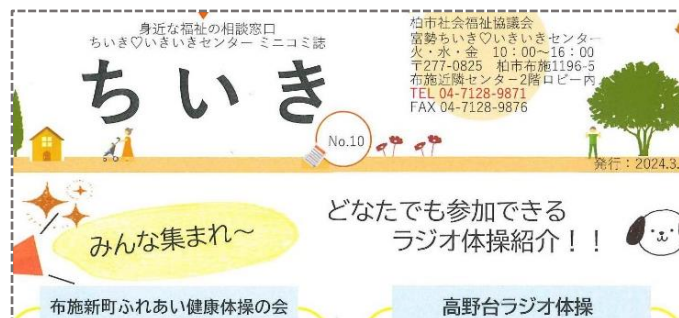 身近な福祉の相談窓口
ちいき♡いきいきセンター ミニコミ誌
ちいき
No.10
柏市社会福祉協議会
富勢ちいき♡いきいきセンター
火・水・金 10:00~16:00
〒277-0825 柏市布施1196-5
布施近隣センター2階ロビー内
TEL 04-7128-9871
FAX 04-7128-9876
発行:2024.3.
みんな集まれ~
どなたでも参加できる
ラジオ体操紹介!!
布施新町ふれあい健康体操の会
高野台ラジオ体操